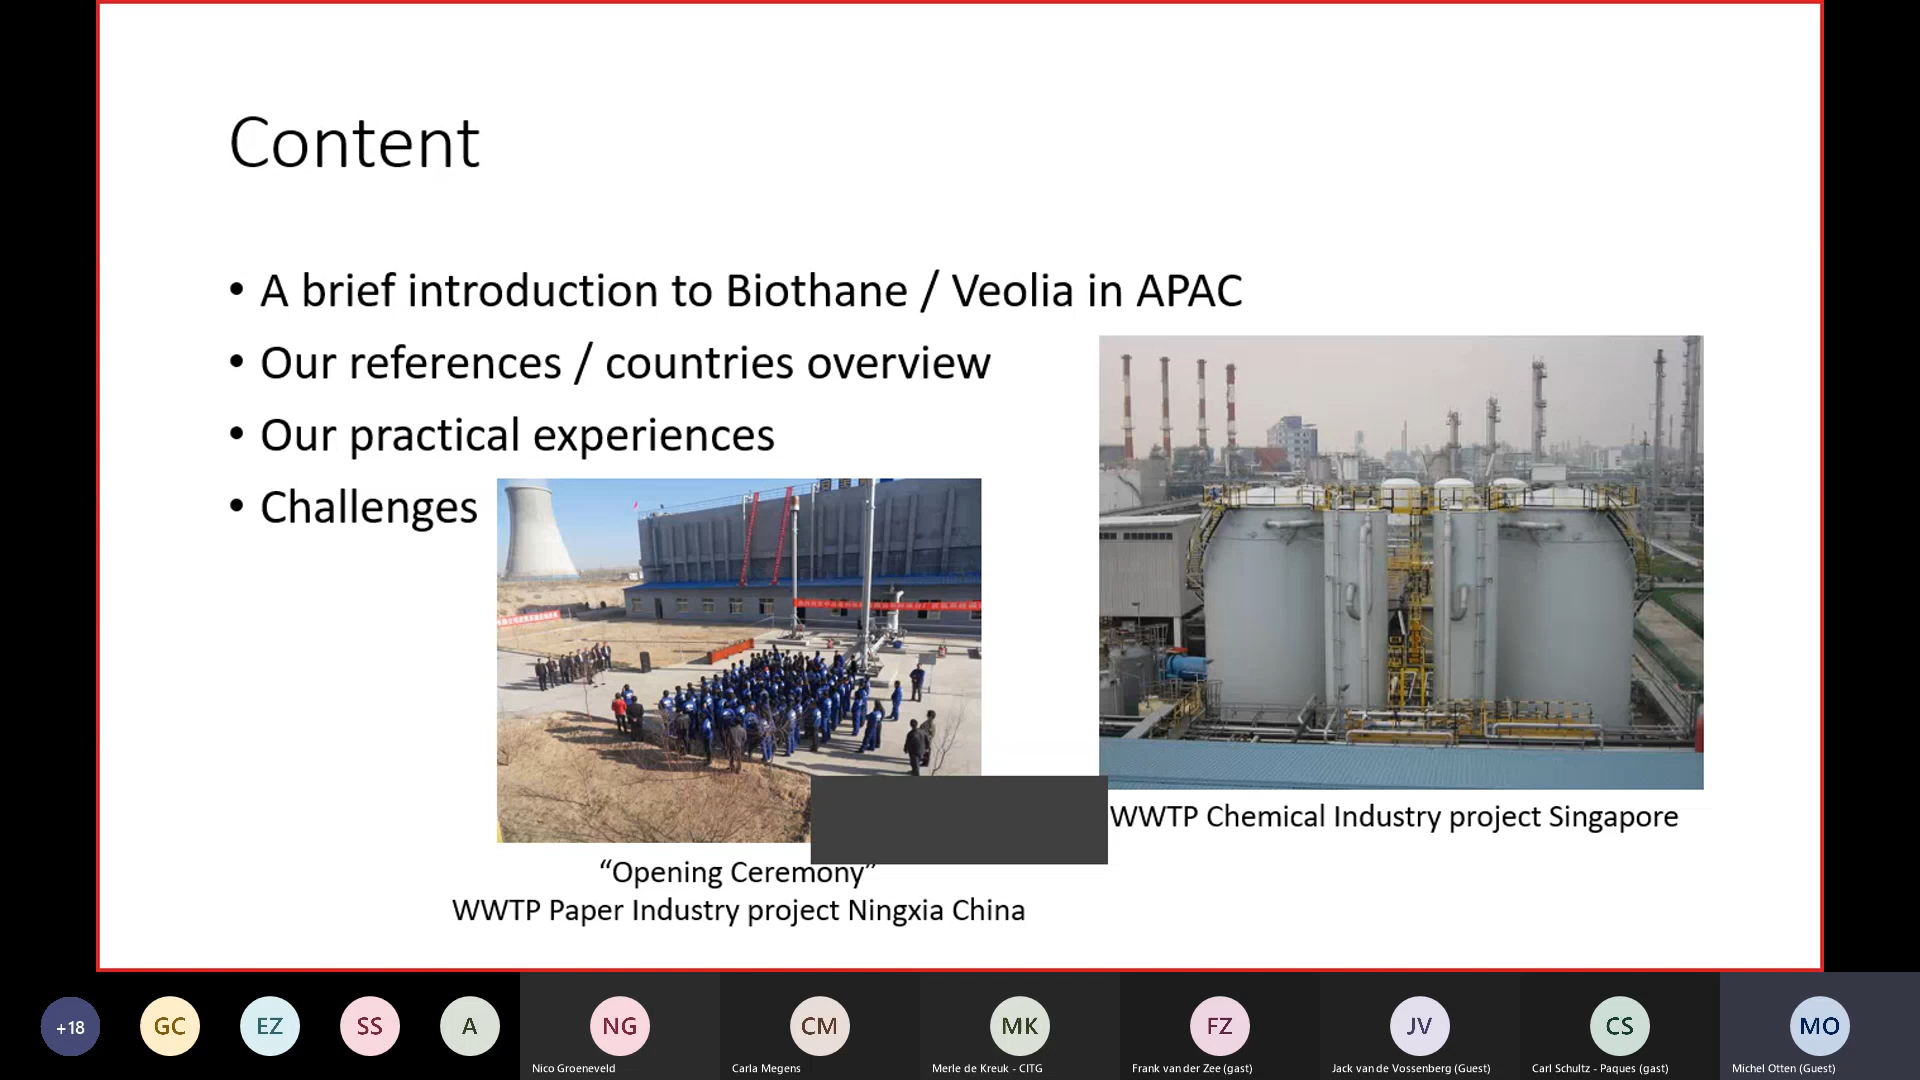 Content
• A brief introduction to Biothane / Veolia in APAC
• Our references / countries overview
• Our practical experiences
• Challenges
WWTP Chemical Industry project Singapore
“Opening Ceremony”
WWTP Paper Industry project Ningxia China
+18
GC
EZ
SS
A
NG
CM
MK
FZ
JV
CS
MO
Nico Groeneveld
Carla Megens
Merle de Kreuk - CITG
Frank van der Zee (gast)
Jack van de Vossenberg (Guest)
Carl Schultz - Paques (gast)
Michel Otten (Guest)